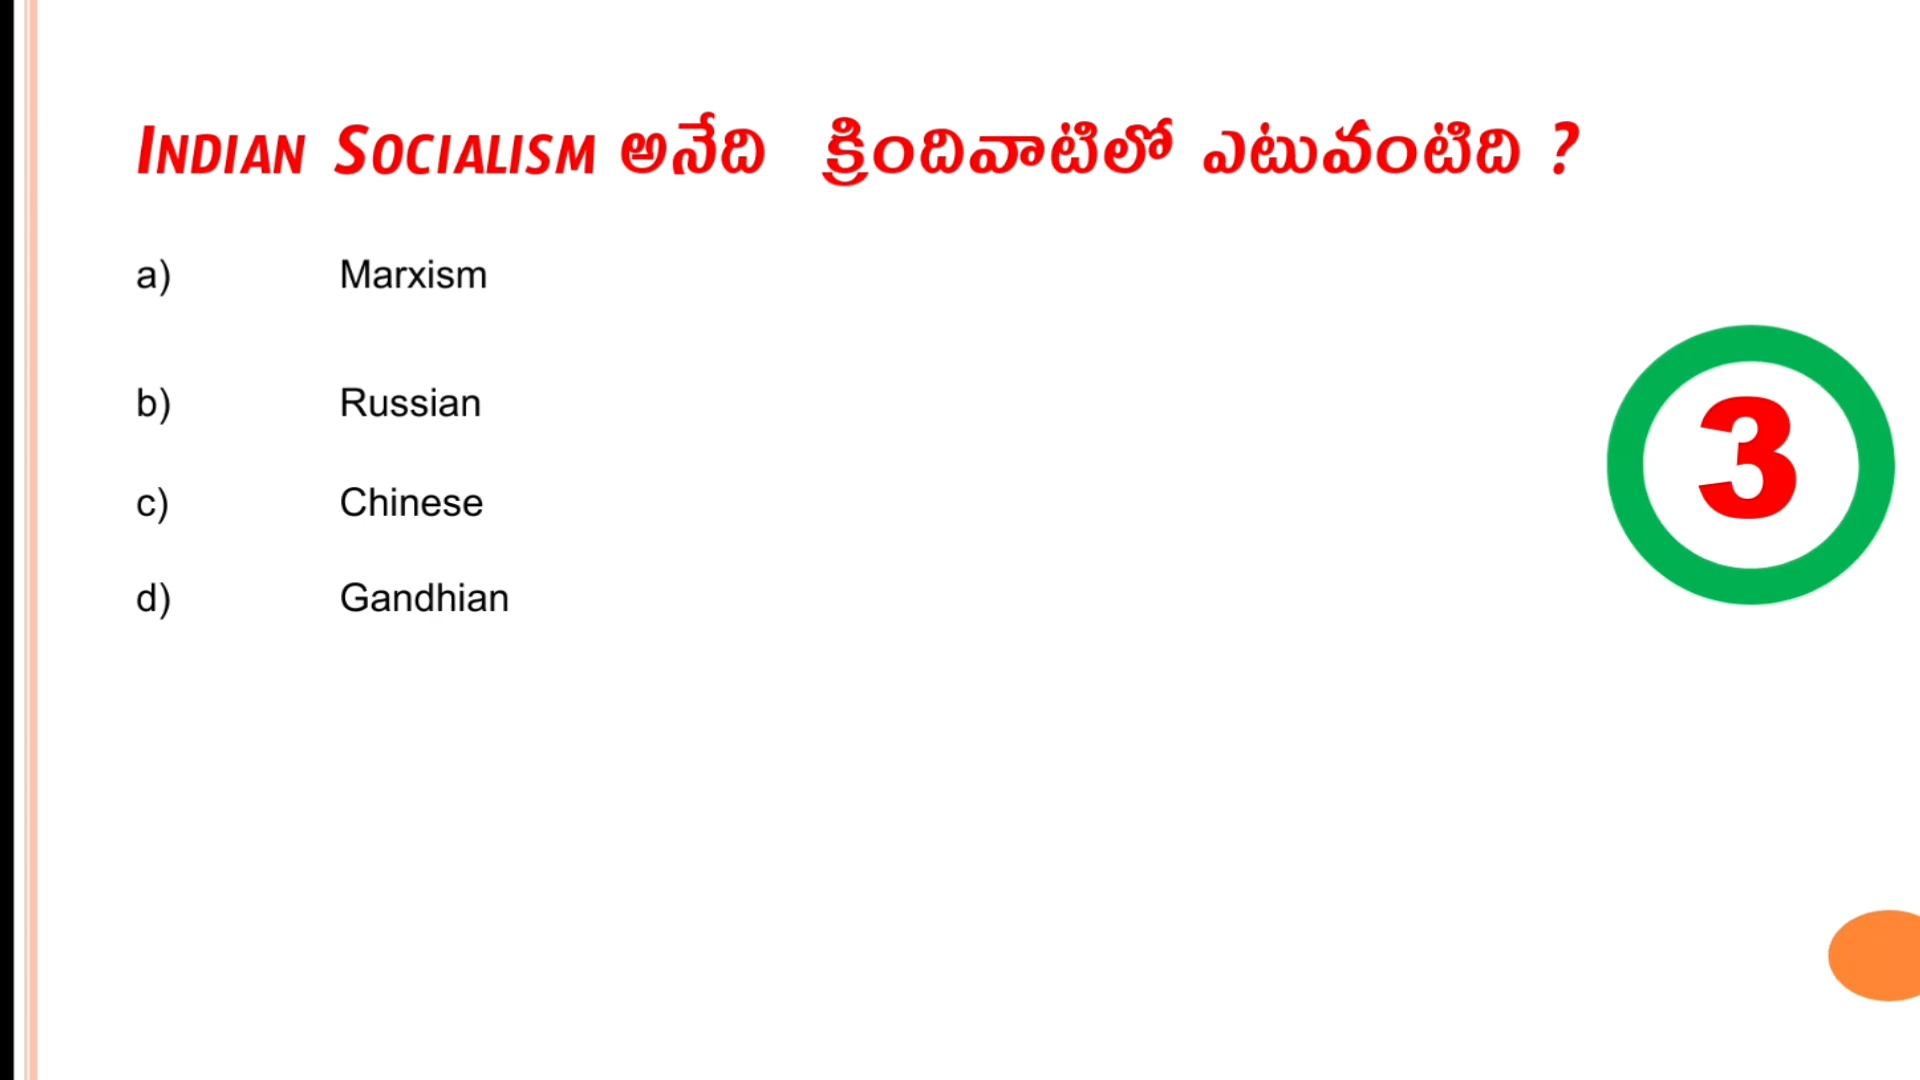 Indian Socialism అనేది క్రిందివాటిలో ఎటువంటిది ?
a) Marxism
b) Russian
3
c) Chinese
d) Gandhian